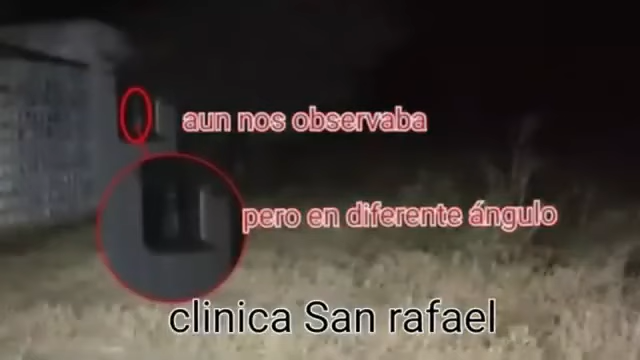 aun nos observaba
pero en diferente ángulo
clinica San rafael